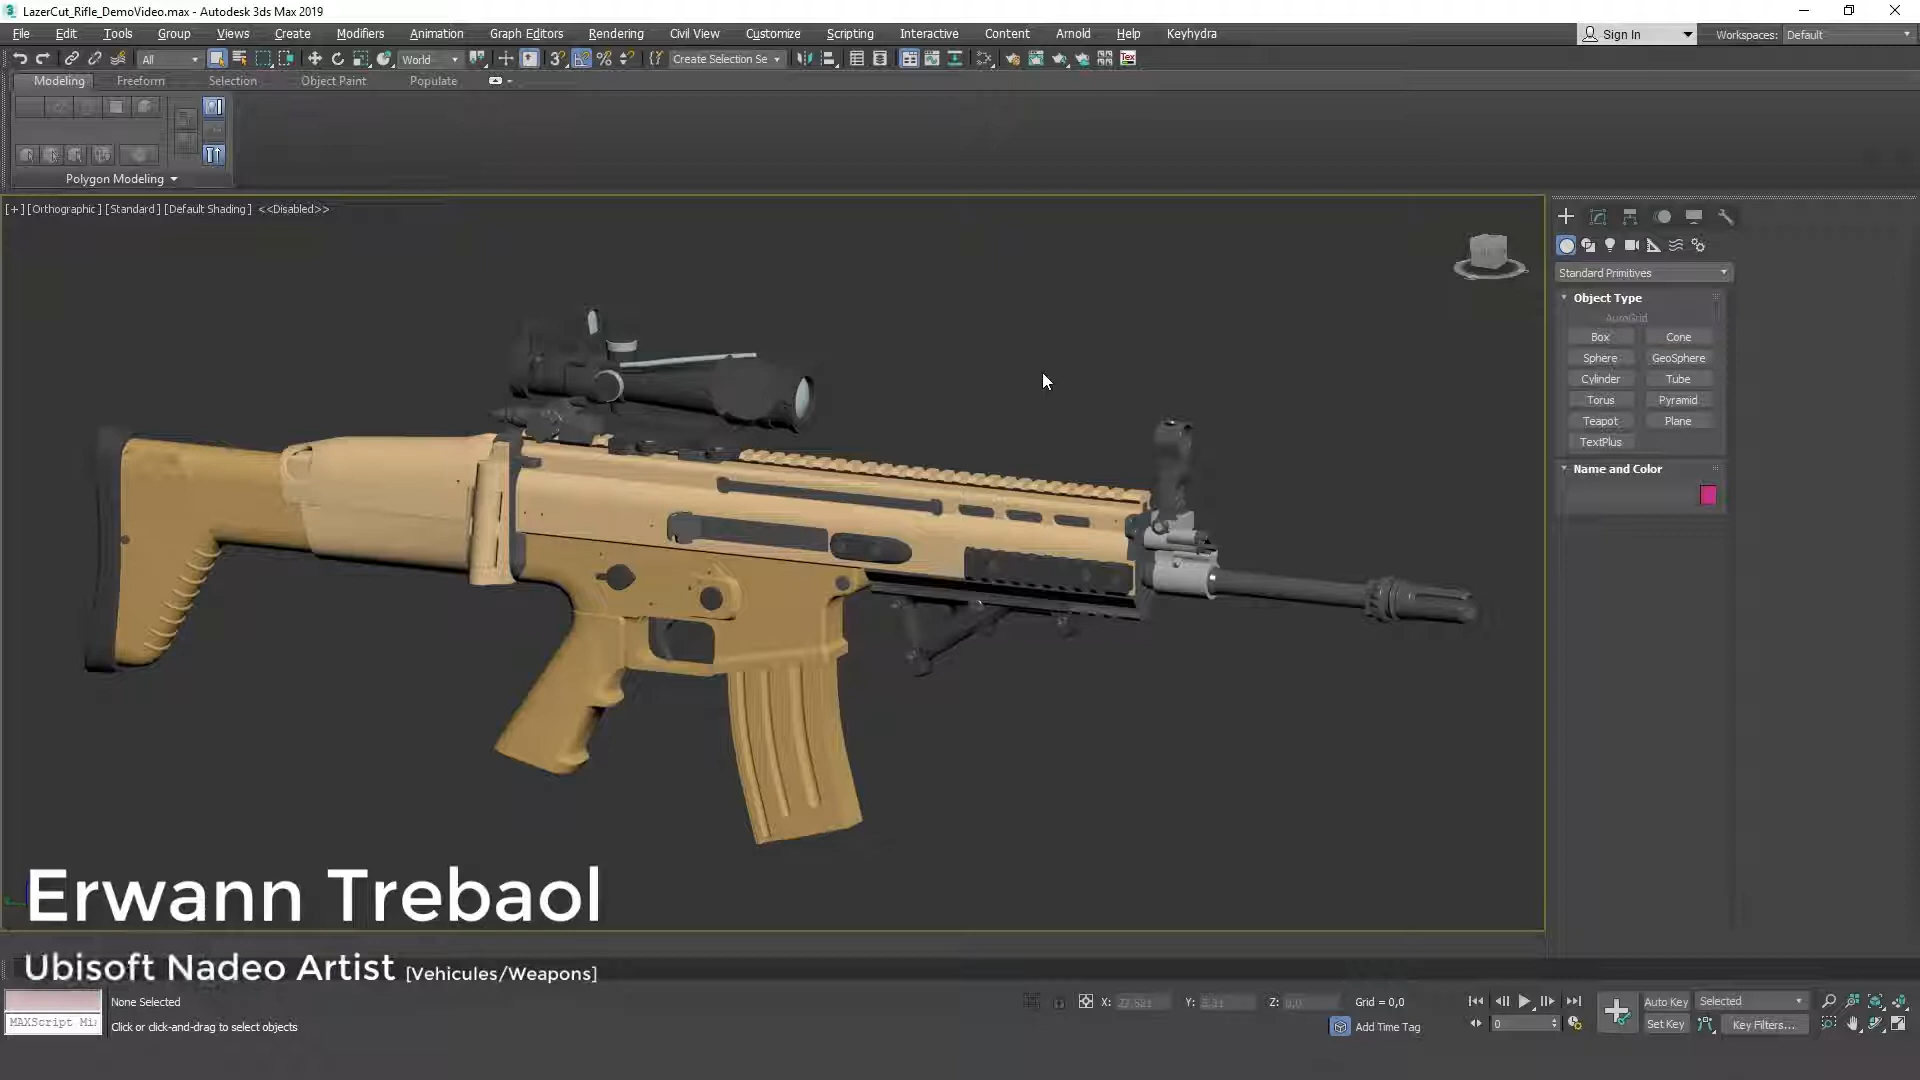 LazerCut_Rifle_DemoVideo.max - Autodesk 3ds Max 2019
File Edit Tools Group Views Create Modifiers Animation Graph Editors Rendering Civil View Customize Scripting Interactive Content Arnold Help Keyhydra
Sign In Workspaces: Default
All World Create Selection Se Tex
Modeling Freeform Selection Object Paint Populate
Polygon Modeling
[+] [Orthographic] [Standard] [Default Shading] <<Disabled>>
Standard Primitives
Object Type
AutoGrid
Box Cone
Sphere GeoSphere
Cylinder Tube
Torus Pyramid
Teapot Plane
TextPlus
Name and Color
Erwann Trebaol
Ubisoft Nadeo Artist [Vehicules/Weapons]
None Selected
X: Y: Z: Grid = 0,0
Auto Key Selected
MAXScript Mi
Click or click-and-drag to select objects
Add Time Tag
0
Set Key Key Filters...